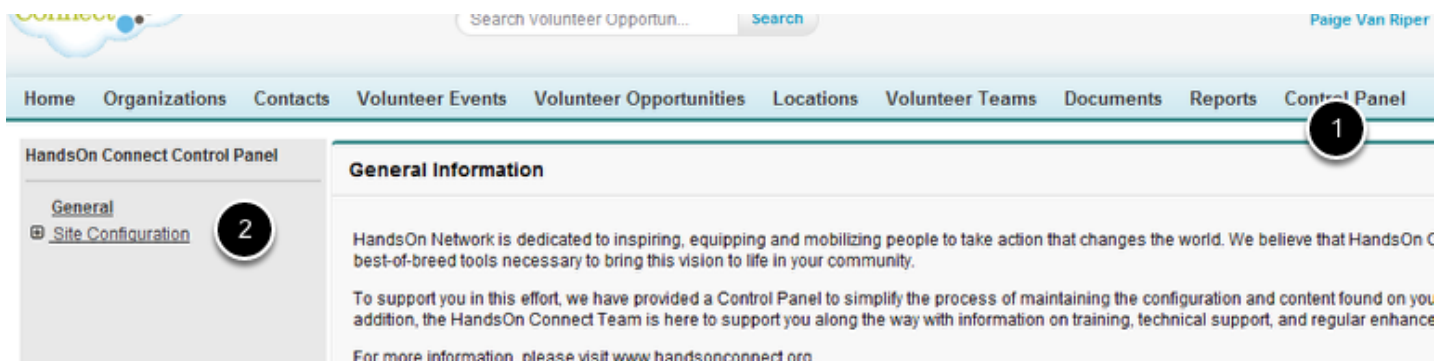 Connect
Search Volunteer Opportun... Search Paige Van Riper
Home Organizations Contacts Volunteer Events Volunteer Opportunities Locations Volunteer Teams Documents Reports Control Panel
1
HandsOn Connect Control Panel
General Information
General
Site Configuration 2
HandsOn Network is dedicated to inspiring, equipping and mobilizing people to take action that changes the world. We believe that HandsOn
best-of-breed tools necessary to bring this vision to life in your community.
To support you in this effort, we have provided a Control Panel to simplify the process of maintaining the configuration and content found on you
addition, the HandsOn Connect Team is here to support you along the way with information on training, technical support, and regular enhance
For more information, please visit www.handsonconnect.org